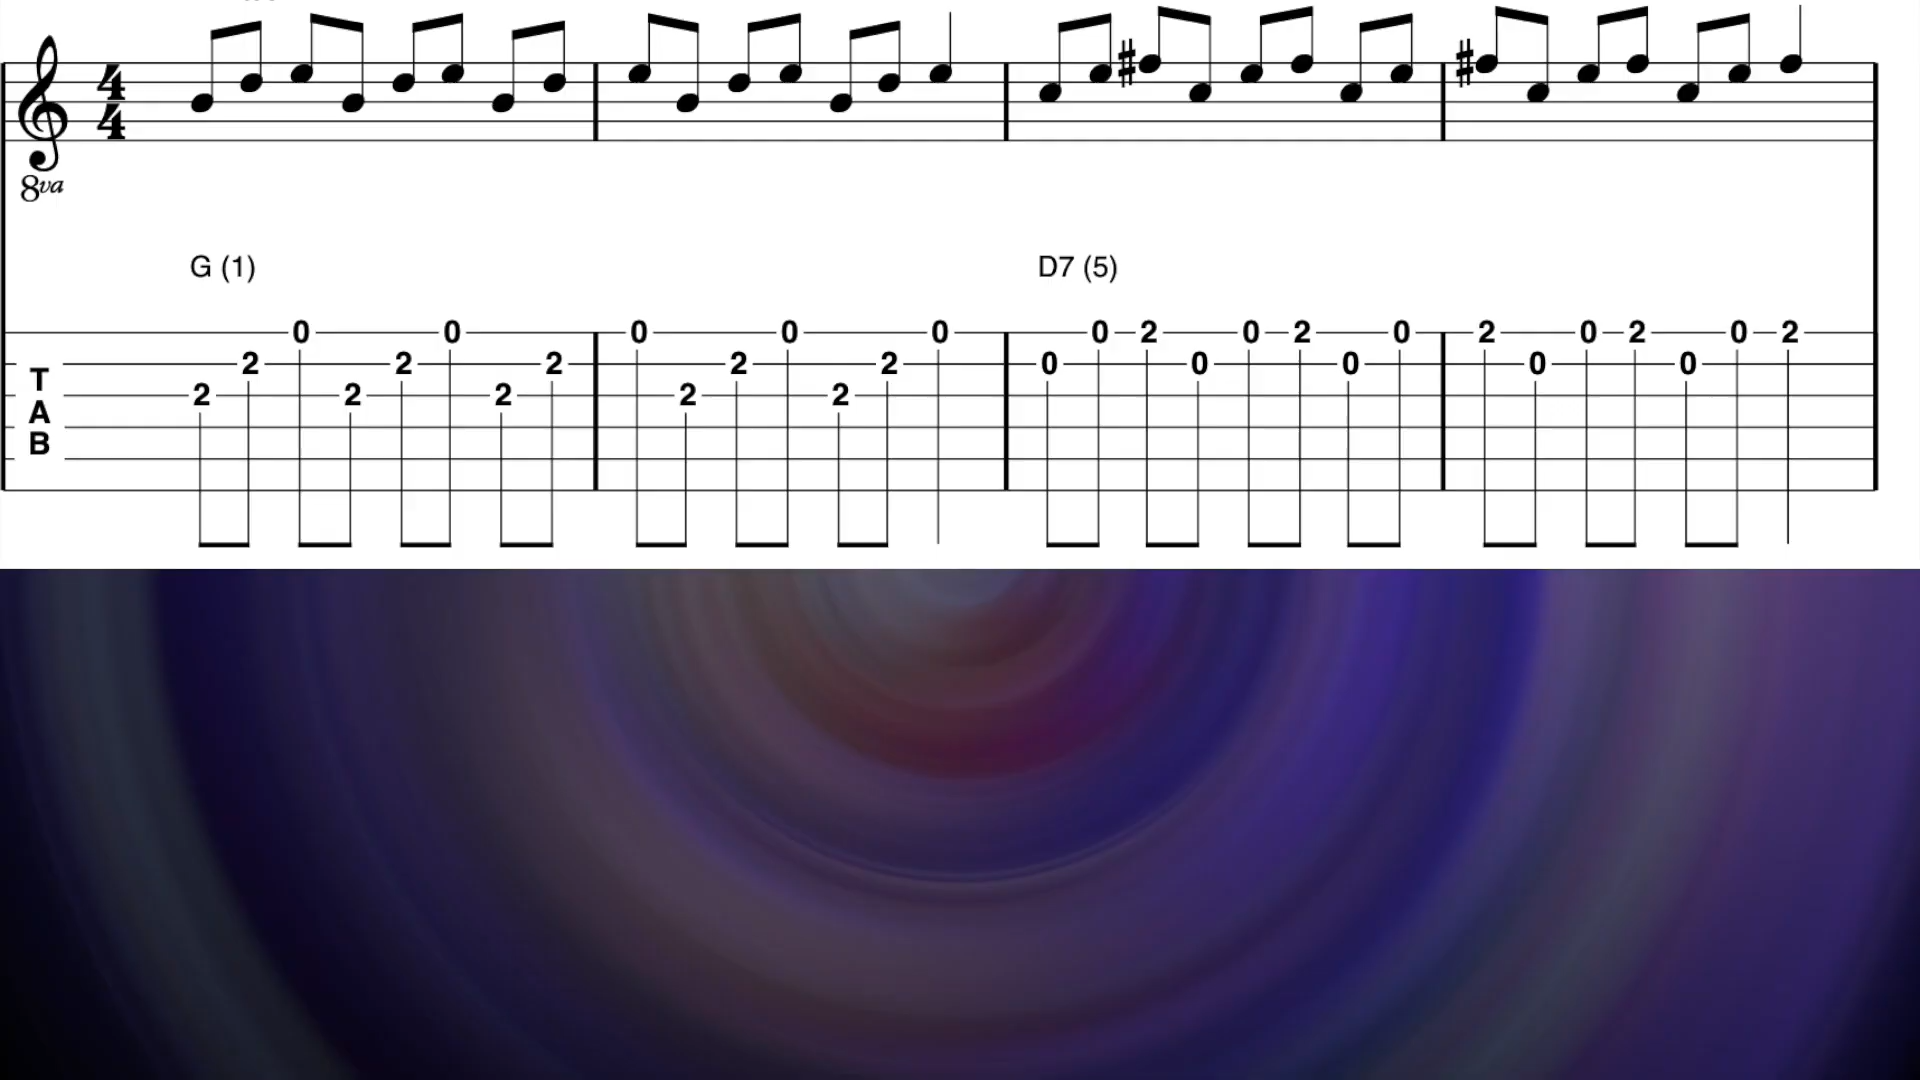 4
4
8va
G (1) D7 (5)
0 0 0 0 0 0 2 0 2 0 2 0 2 0 2
2 2 2 2 2 0 0 0 0 0
T
2 2 2 2 2
A
B